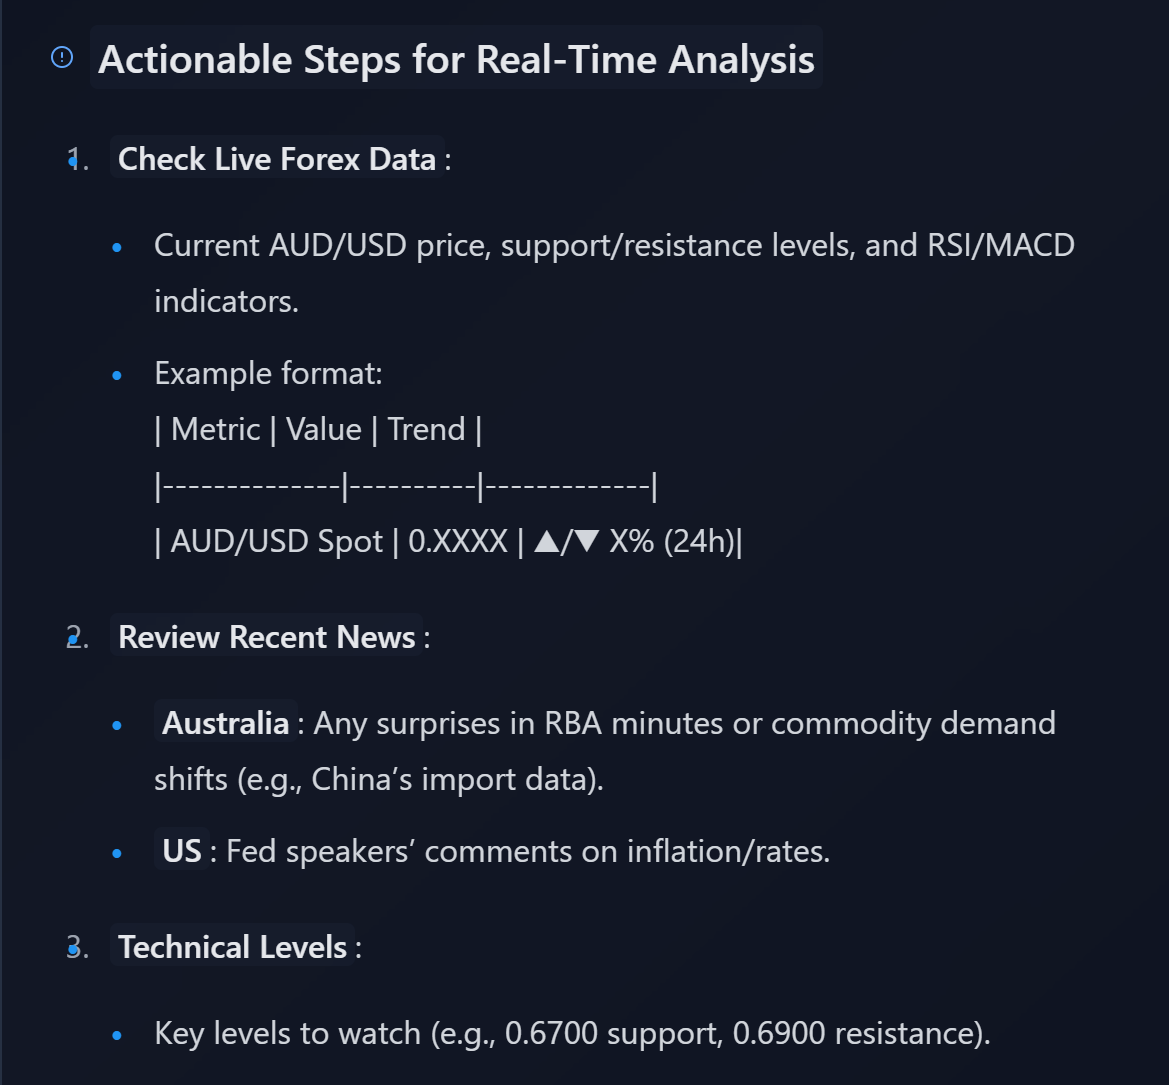 Actionable Steps for Real-Time Analysis
1. Check Live Forex Data:
• Current AUD/USD price, support/resistance levels, and RSI/MACD
indicators.
• Example format:
| Metric | Value | Trend |
|--------------|----------|-------------|
| AUD/USD Spot | 0.XXXX | ▲/▼ X% (24h)|
2. Review Recent News:
• Australia: Any surprises in RBA minutes or commodity demand
shifts (e.g., China’s import data).
• US: Fed speakers’ comments on inflation/rates.
3. Technical Levels:
• Key levels to watch (e.g., 0.6700 support, 0.6900 resistance).